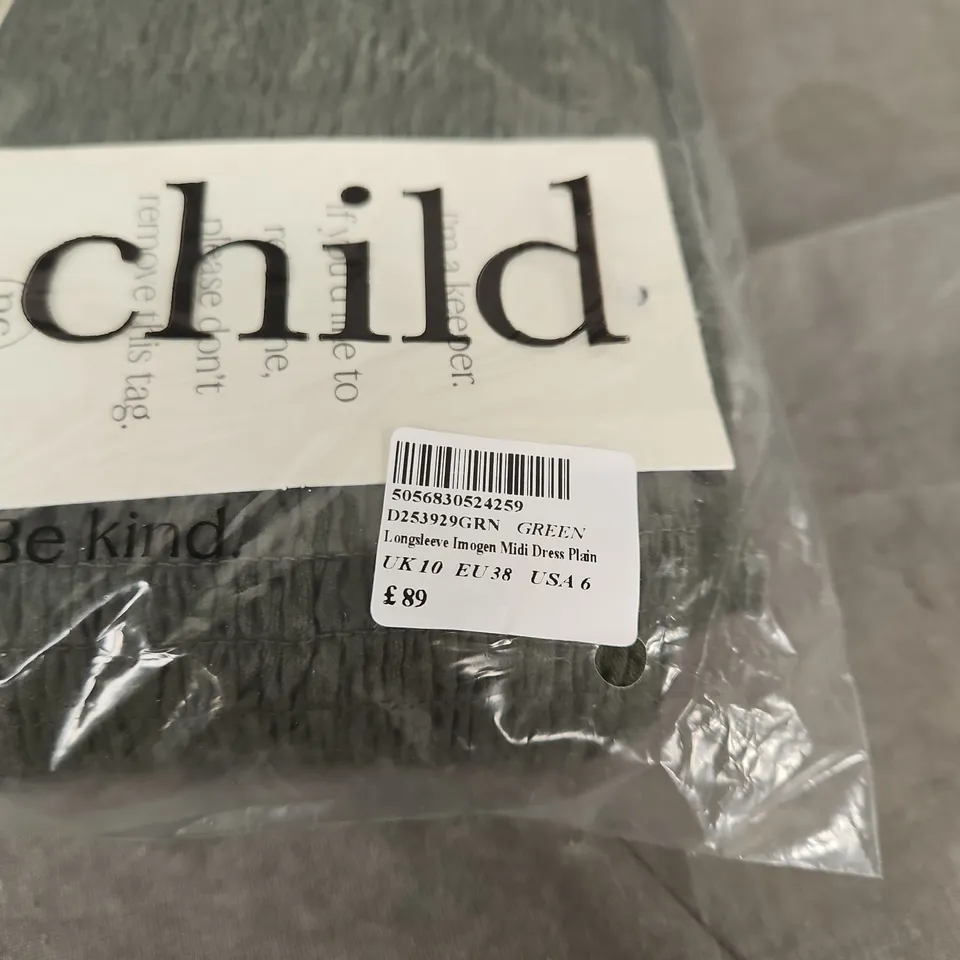 child
I'm a keeper.
If you'd like to
re me,
please don't
remove this tag.
Be kind.
5056830524259
D253929GRN GREEN
Longsleeve Imogen Midi Dress Plain
UK 10 EU 38 USA 6
£ 89